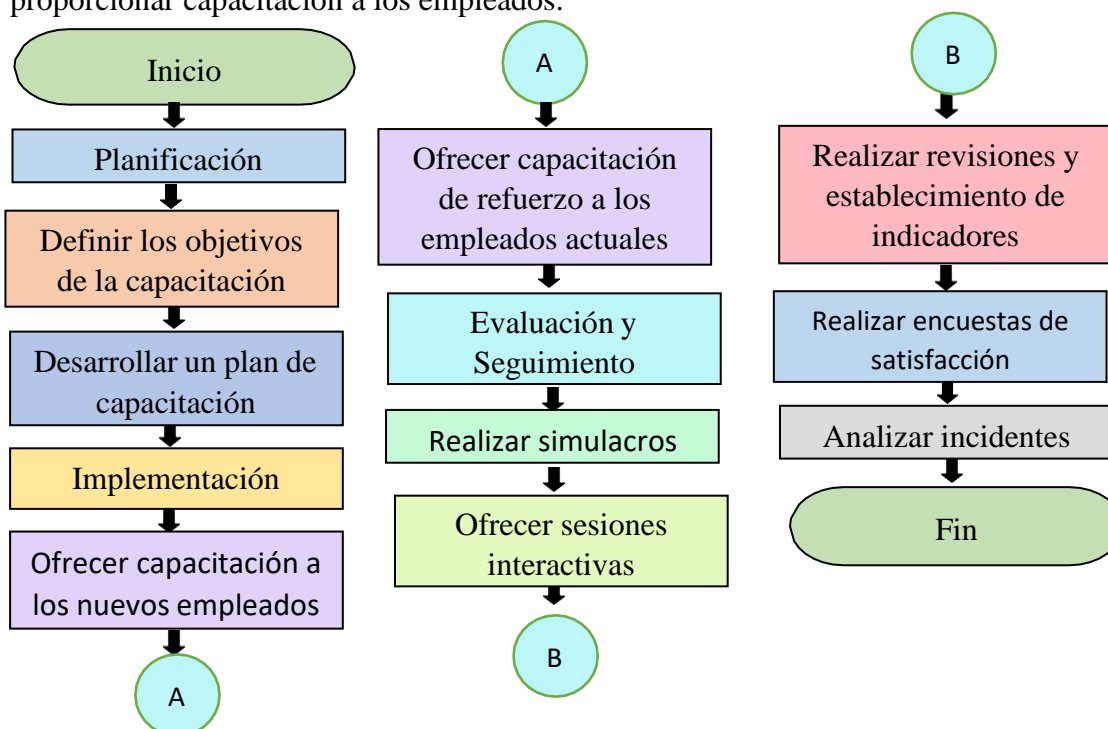 proporcionar capacitación a los empleados.
Inicio
Planificación
Definir los objetivos
de la capacitación
Desarrollar un plan de
capacitación
Implementación
Ofrecer capacitación a
los nuevos empleados
A
A
Ofrecer capacitación
de refuerzo a los
empleados actuales
Evaluación y
Seguimiento
Realizar simulacros
Ofrecer sesiones
interactivas
B
B
Realizar revisiones y
establecimiento de
indicadores
Realizar encuestas de
satisfacción
Analizar incidentes
Fin